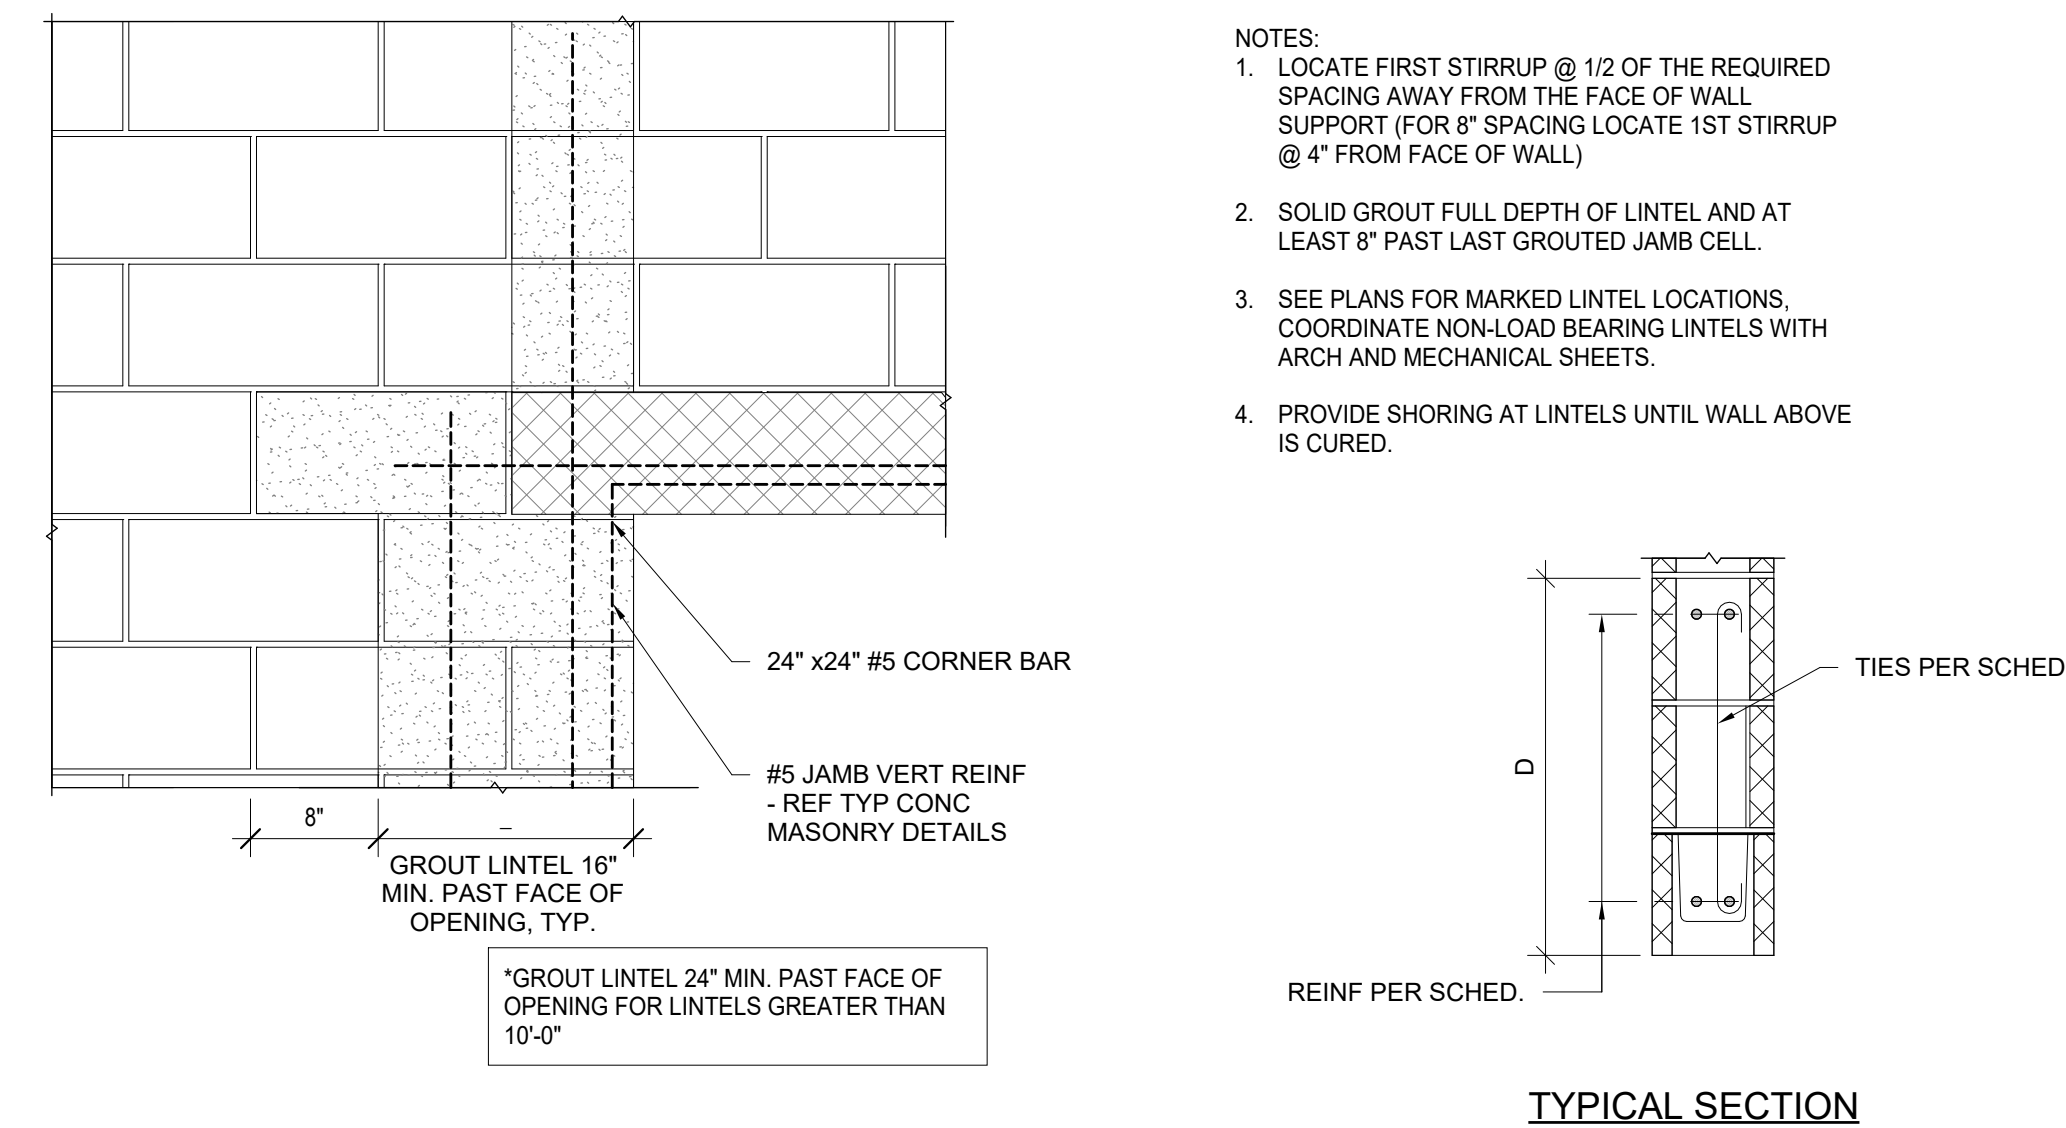 NOTES:
1. LOCATE FIRST STIRRUP @ 1/2 OF THE REQUIRED
SPACING AWAY FROM THE FACE OF WALL
SUPPORT (FOR 8" SPACING LOCATE 1ST STIRRUP
@ 4" FROM FACE OF WALL)
2. SOLID GROUT FULL DEPTH OF LINTEL AND AT
LEAST 8" PAST LAST GROUTED JAMB CELL.
3. SEE PLANS FOR MARKED LINTEL LOCATIONS,
COORDINATE NON-LOAD BEARING LINTELS WITH
ARCH AND MECHANICAL SHEETS.
4. PROVIDE SHORING AT LINTELS UNTIL WALL ABOVE
IS CURED.
24" x24" #5 CORNER BAR
#5 JAMB VERT REINF
- REF TYP CONC
MASONRY DETAILS
8"
_
GROUT LINTEL 16"
MIN. PAST FACE OF
OPENING, TYP.
*GROUT LINTEL 24" MIN. PAST FACE OF
OPENING FOR LINTELS GREATER THAN
10'-0"
TIES PER SCHED
D
REINF PER SCHED.
TYPICAL SECTION